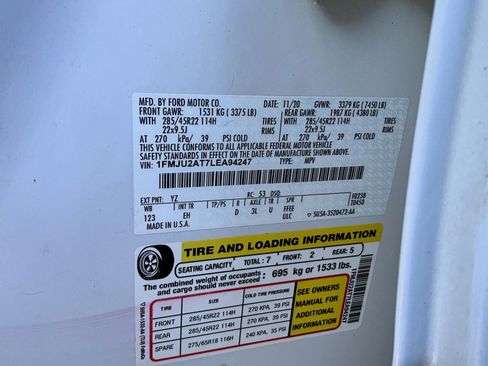 MFD. BY FORD MOTOR CO.
11/20 GVWR: 3379 KG ( 7450 LB)
FRONT GAWR: 1531 KG ( 3375 LB) REAR GAWR: 1987 KG ( 4380 LB)
WITH 285/45R22 114H TIRES WITH 285/45R22 114H TIRES
22x9.5J RIMS 22x9.5J RIMS
AT 270 kPa/ 39 PSI COLD AT 270 kPa/ 39 PSI COLD
THIS VEHICLE CONFORMS TO ALL APPLICABLE FEDERAL MOTOR VEHICLE
SAFETY STANDARDS IN EFFECT ON THE DATE OF MANUFACTURE SHOWN ABOVE.
VIN: 1FMJU2AT7LEA94247
TYPE: MPV
EXT PNT: YZ RC: 53 DSO:
WB INT TR TP/PS R AXLE TR SPR
123 EH D 3L U FFEE
ULC
MADE IN U.S.A.
5U5A-3520472-AA
TIRE AND LOADING INFORMATION
SEATING CAPACITY TOTAL: 7 FRONT: 2 REAR: 5
The combined weight of occupants and cargo should never exceed 695 kg or 1533 lbs.
TIRE SIZE COLD TIRE PRESSURE
FRONT 285/45R22 114H 270 KPA, 39 PSI
REAR 285/45R22 114H 270 KPA, 39 PSI
SPARE 275/65R18 116H 240 KPA, 35 PSI
SEE OWNERS
MANUAL FOR
ADDITIONAL
INFORMATION